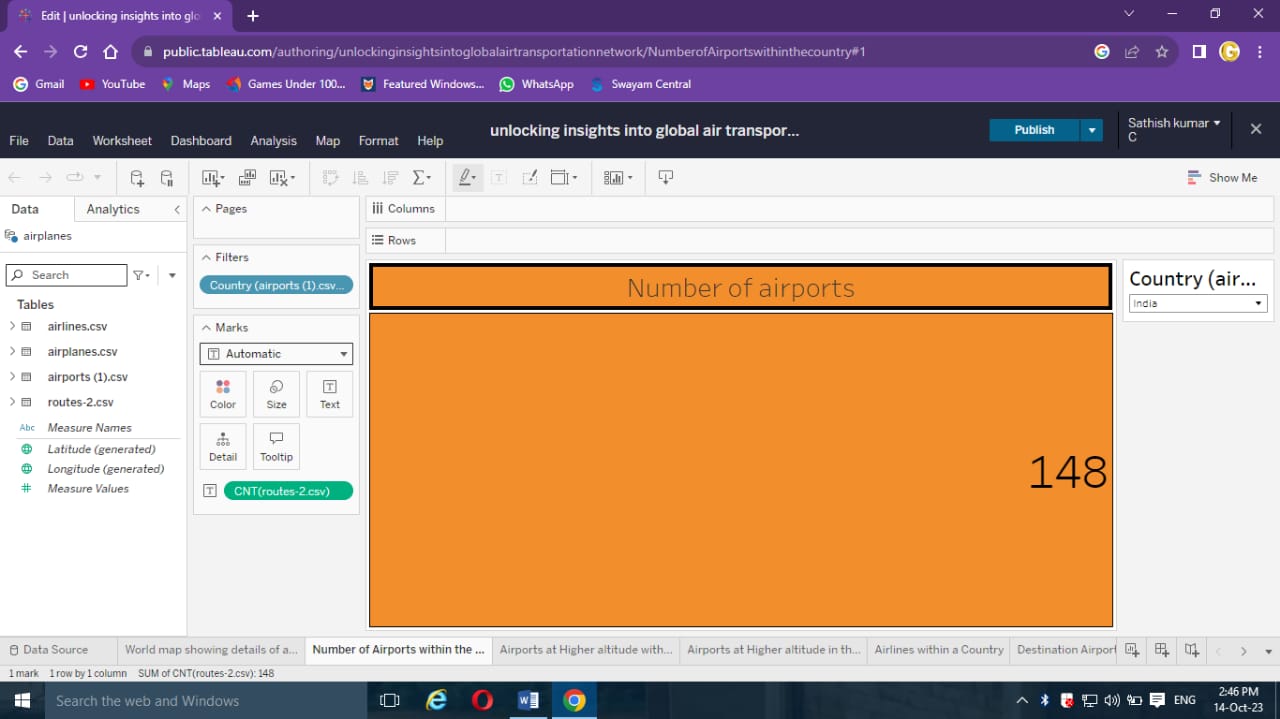 Edit | unlocking insights into glo
public.tableau.com/authoring/unlockinginsightsintoglobalairtransportationnetwork/NumberofAirportswithinthecountry#1
Gmail YouTube Maps Games Under 100... Featured Windows... WhatsApp Swayam Central
unlocking insights into global air transpor...
Publish
Sathish kumar
C
File Data Worksheet Dashboard Analysis Map Format Help
Show Me
Data Analytics
Pages
Columns
airplanes
Rows
Filters
Search
Country (airports (1).csv...
Number of airports
Country (air...
India
Tables
airlines.csv
airplanes.csv
airports (1).csv
routes-2.csv
Abc Measure Names
Latitude (generated)
Longitude (generated)
# Measure Values
Marks
Automatic
Color Size Text
Detail Tooltip
CNT(routes-2.csv)
148
Data Source World map showing details of a... Number of Airports within the ... Airports at Higher altitude with... Airports at Higher altitude in th... Airlines within a Country Destination Airport
1 mark 1 row by 1 column SUM of CNT(routes-2.csv): 148
Search the web and Windows
ENG
2:46 PM
14-Oct-23